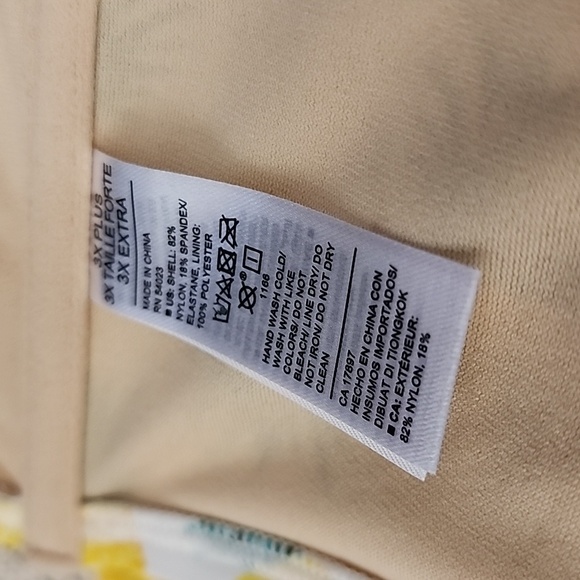 3X PLUS
3X TAILLE FORTE
3X EXTRA
MADE IN CHINA
RN 54023
■ US: SHELL: 82%
NYLON, 18% SPANDEX/
ELASTANE, LINING:
100% POLYESTER
®
1166
HAND WASH COLD/
WASH WITH LIKE
COLORS/ DO NOT
BLEACH/ LINE DRY/ DO
NOT IRON/ DO NOT DRY
CLEAN
CA 17897
HECHO EN CHINA CON
INSUMOS IMPORTADOS/
DIBUAT DI TIONGKOK
■ CA: EXTÉRIEUR:
82% NYLON, 18%